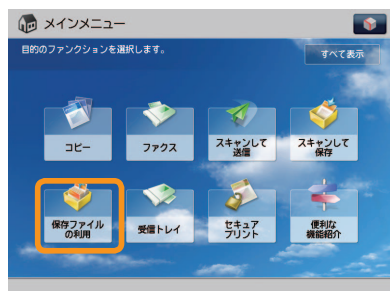 メインメニュー
目的のファンクションを選択します。
すべて表示
コピー
ファクス
スキャンして
送信
スキャンして
保存
保存ファイル
の利用
受信トレイ
セキュア
プリント
便利な
機能紹介